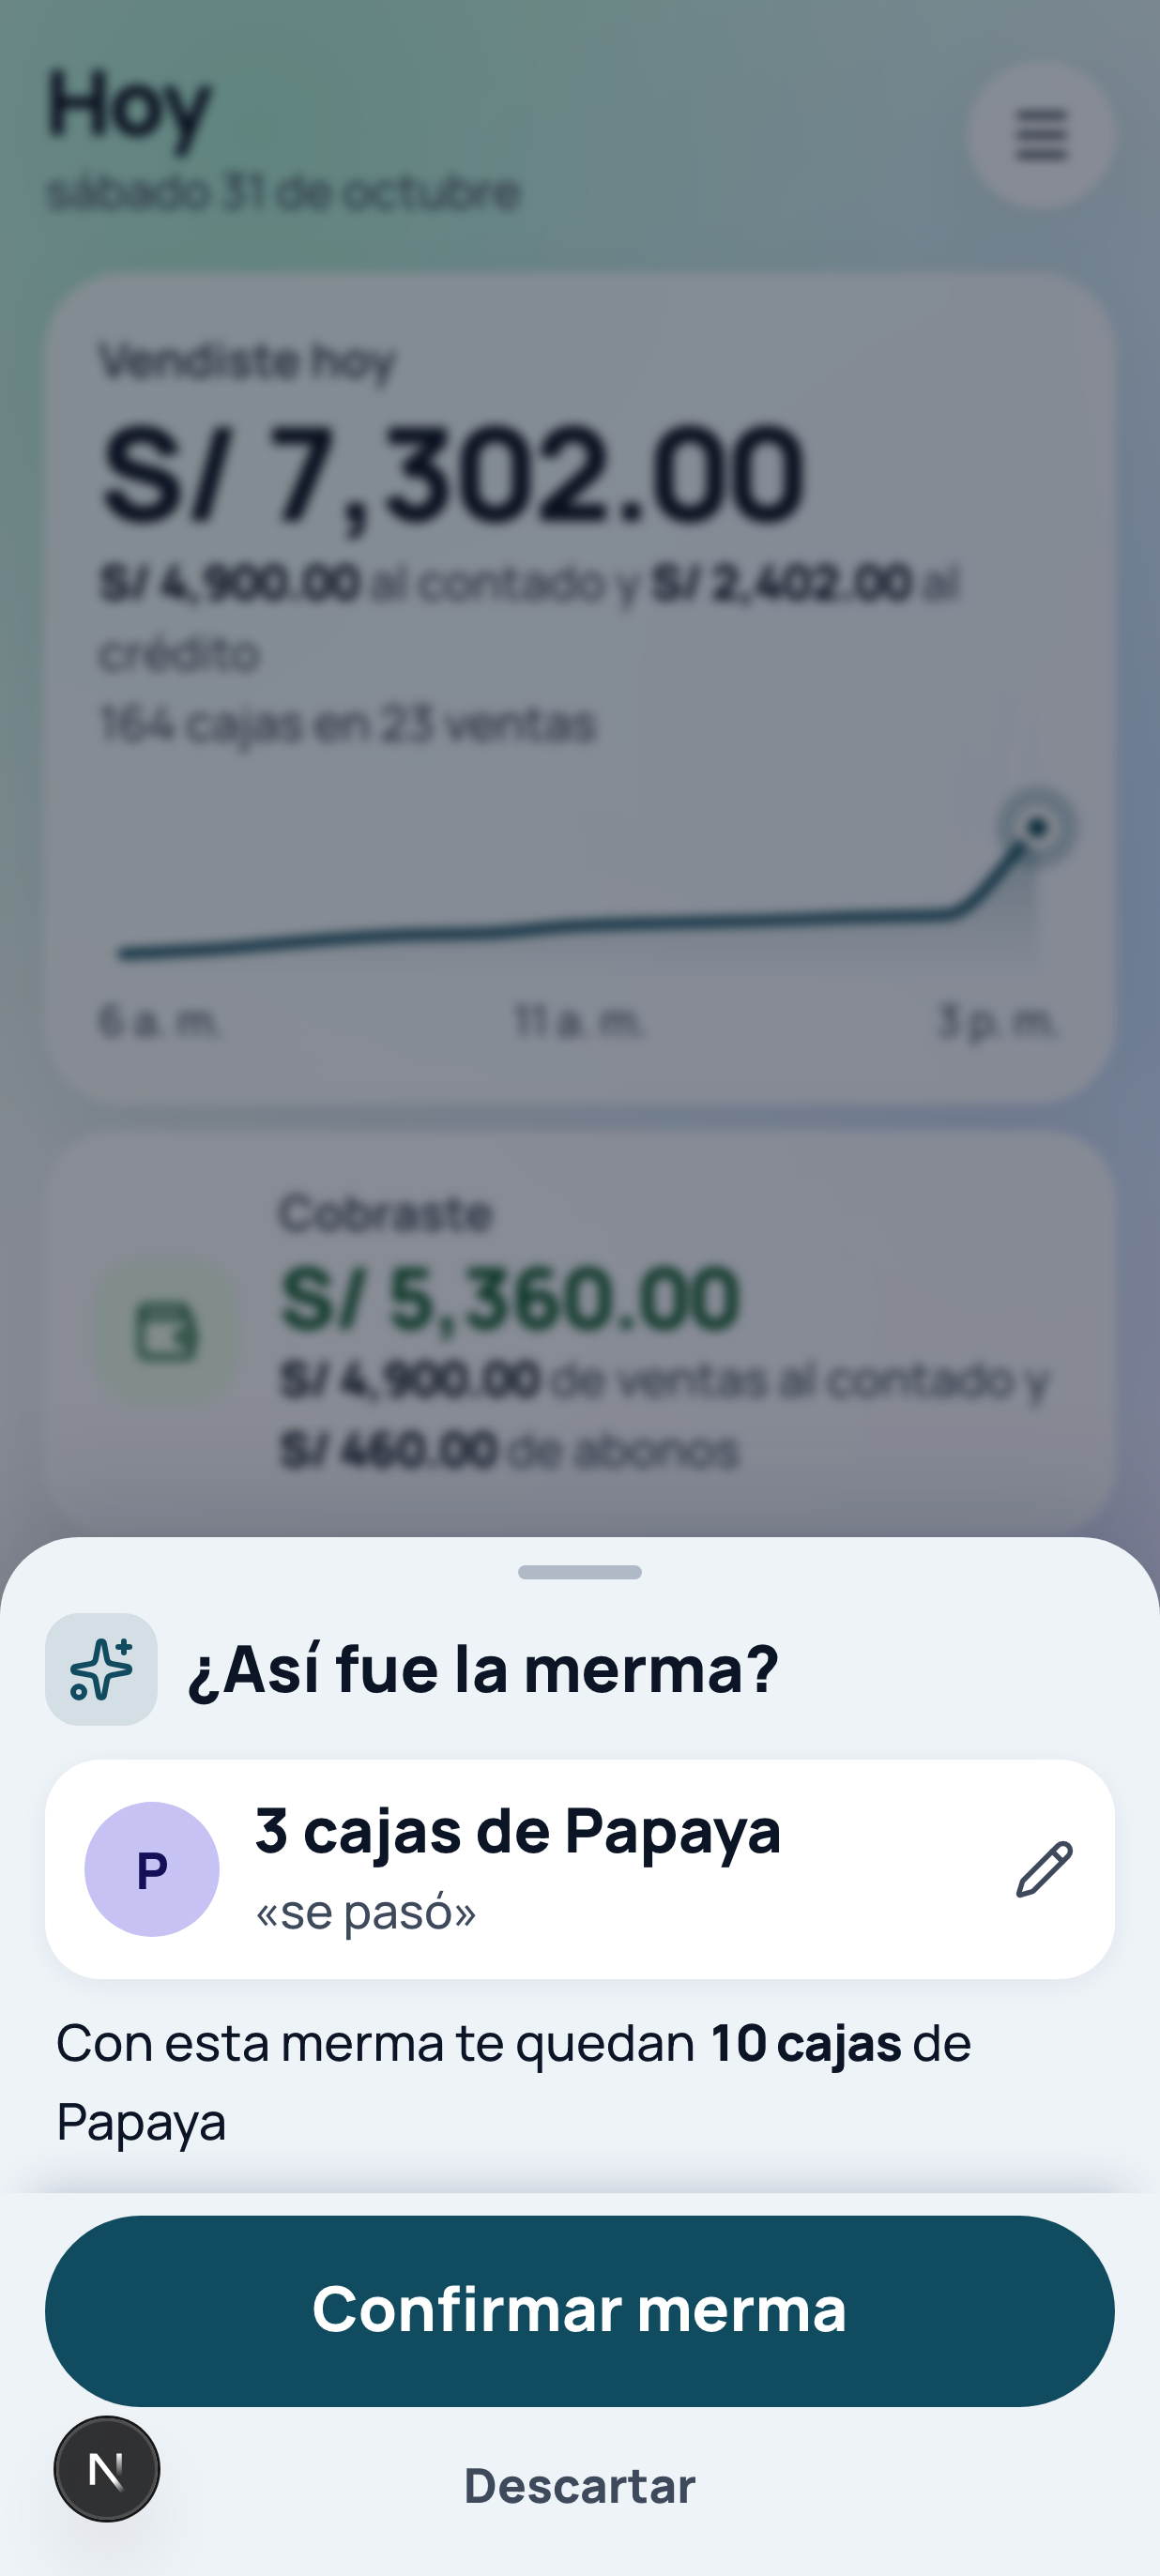 Hoy
sábado 31 de octubre
Vendiste hoy
S/ 7,302.00
S/ 4,900.00 al contado y S/ 2,402.00 al
crédito
164 cajas en 23 ventas
6 a. m. 11 a. m. 3 p. m.
Cobraste
S/ 5,360.00
S/ 4,900.00 de ventas al contado y
S/ 460.00 de abonos
¿Así fue la merma?
P
3 cajas de Papaya
«se pasó»
Con esta merma te quedan 10 cajas de
Papaya
Confirmar merma
N
Descartar